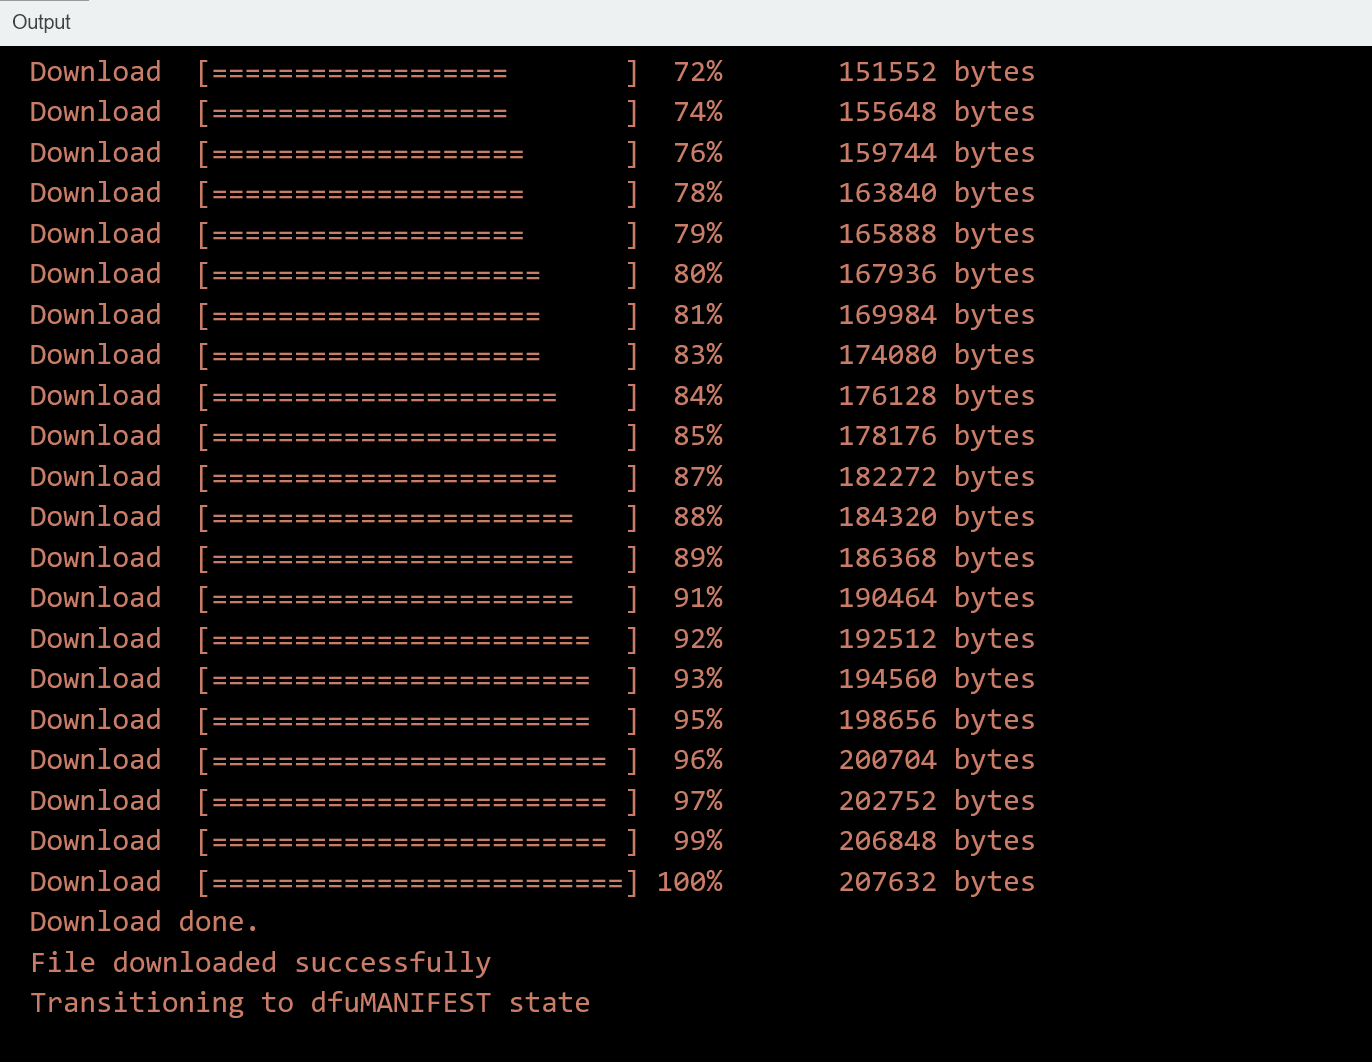 Output
Download  [==================       ]  72%       151552 bytes
Download  [==================       ]  74%       155648 bytes
Download  [===================      ]  76%       159744 bytes
Download  [===================      ]  78%       163840 bytes
Download  [===================      ]  79%       165888 bytes
Download  [====================     ]  80%       167936 bytes
Download  [====================     ]  81%       169984 bytes
Download  [====================     ]  83%       174080 bytes
Download  [=====================    ]  84%       176128 bytes
Download  [=====================    ]  85%       178176 bytes
Download  [=====================    ]  87%       182272 bytes
Download  [======================   ]  88%       184320 bytes
Download  [======================   ]  89%       186368 bytes
Download  [======================   ]  91%       190464 bytes
Download  [=======================  ]  92%       192512 bytes
Download  [=======================  ]  93%       194560 bytes
Download  [=======================  ]  95%       198656 bytes
Download  [======================== ]  96%       200704 bytes
Download  [======================== ]  97%       202752 bytes
Download  [======================== ]  99%       206848 bytes
Download  [=========================] 100%       207632 bytes
Download done.
File downloaded successfully
Transitioning to dfuMANIFEST state